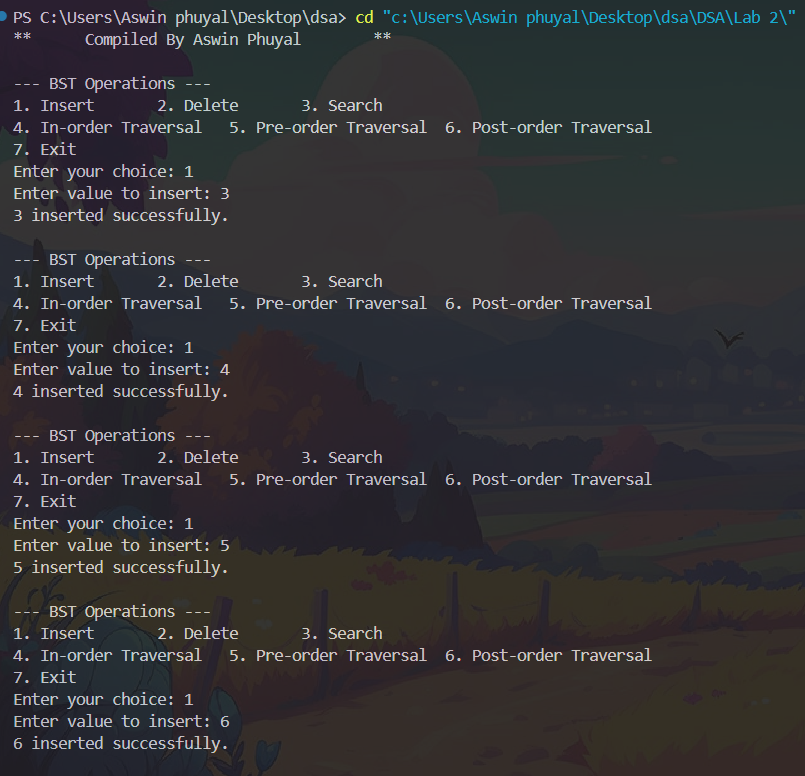 PS C:\Users\Aswin phuyal\Desktop\dsa> cd "c:\Users\Aswin phuyal\Desktop\dsa\DSA\Lab 2\"
**      Compiled By Aswin Phuyal        **
--- BST Operations ---
1. Insert       2. Delete       3. Search
4. In-order Traversal   5. Pre-order Traversal  6. Post-order Traversal
7. Exit
Enter your choice: 1
Enter value to insert: 3
3 inserted successfully.
--- BST Operations ---
1. Insert       2. Delete       3. Search
4. In-order Traversal   5. Pre-order Traversal  6. Post-order Traversal
7. Exit
Enter your choice: 1
Enter value to insert: 4
4 inserted successfully.
--- BST Operations ---
1. Insert       2. Delete       3. Search
4. In-order Traversal   5. Pre-order Traversal  6. Post-order Traversal
7. Exit
Enter your choice: 1
Enter value to insert: 5
5 inserted successfully.
--- BST Operations ---
1. Insert       2. Delete       3. Search
4. In-order Traversal   5. Pre-order Traversal  6. Post-order Traversal
7. Exit
Enter your choice: 1
Enter value to insert: 6
6 inserted successfully.